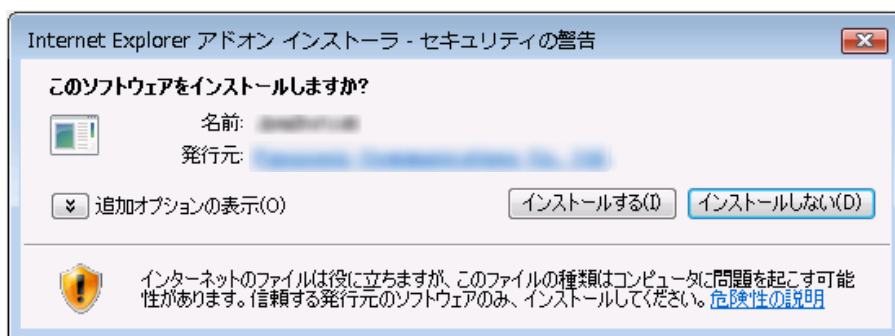 Internet Explorer アドオン インストーラ - セキュリティの警告
このソフトウェアをインストールしますか?
名前:
発行元:
追加オプションの表示(O)
インストールする(I)
インストールしない(D)
インターネットのファイルは役に立ちますが、このファイルの種類はコンピュータに問題を起こす可能
性があります。信頼する発行元のソフトウェアのみ、インストールしてください。危険性の説明